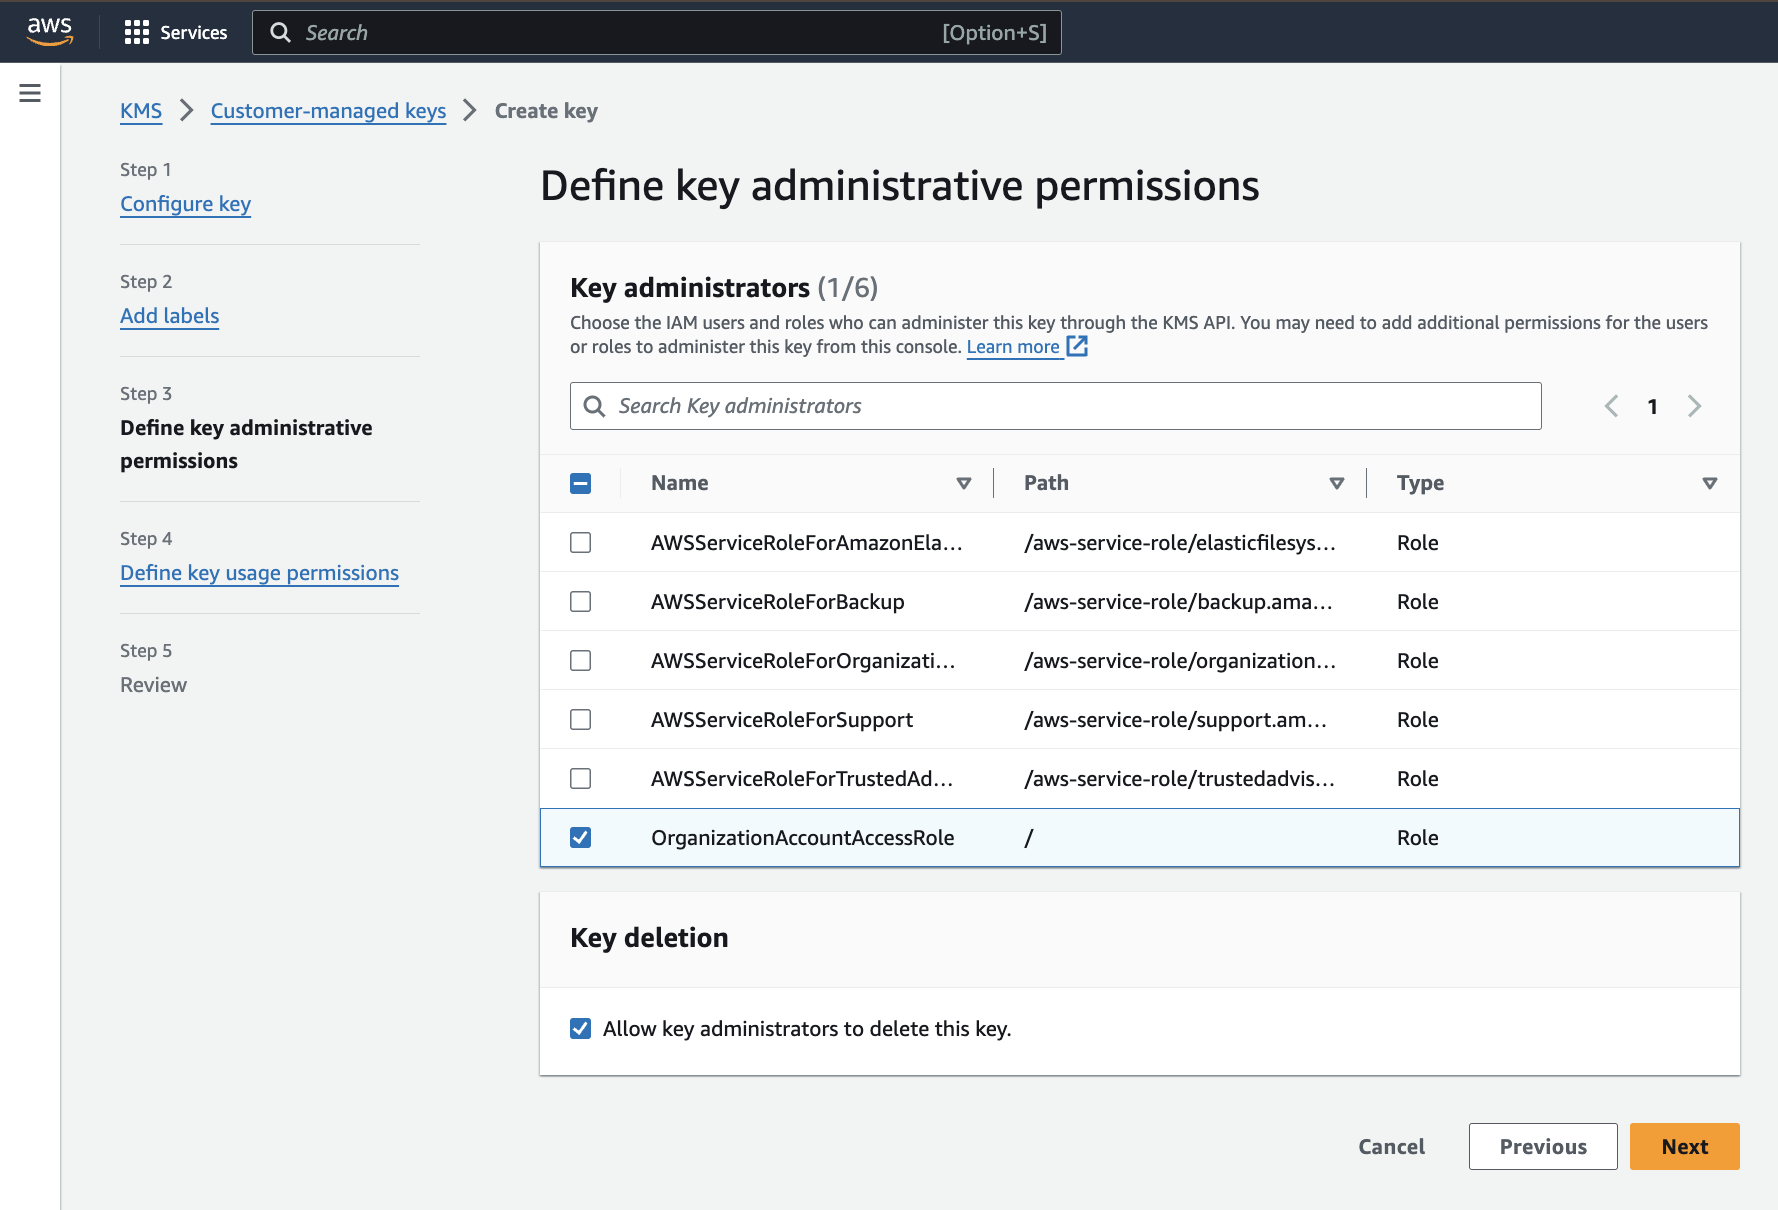 aws
Services
Search
[Option+S]
KMS
Customer-managed keys
Create key
Step 1
Configure key
Step 2
Add labels
Step 3
Define key administrative
permissions
Step 4
Define key usage permissions
Step 5
Review
Define key administrative permissions
Key administrators (1/6)
Choose the IAM users and roles who can administer this key through the KMS API. You may need to add additional permissions for the users
or roles to administer this key from this console. Learn more
Search Key administrators
1
Name Path Type
AWSServiceRoleForAmazonEla... /aws-service-role/elasticfilesys... Role
AWSServiceRoleForBackup /aws-service-role/backup.ama... Role
AWSServiceRoleForOrganizati... /aws-service-role/organization... Role
AWSServiceRoleForSupport /aws-service-role/support.am... Role
AWSServiceRoleForTrustedAd... /aws-service-role/trustedadvis... Role
OrganizationAccountAccessRole / Role
Key deletion
Allow key administrators to delete this key.
Cancel
Previous
Next